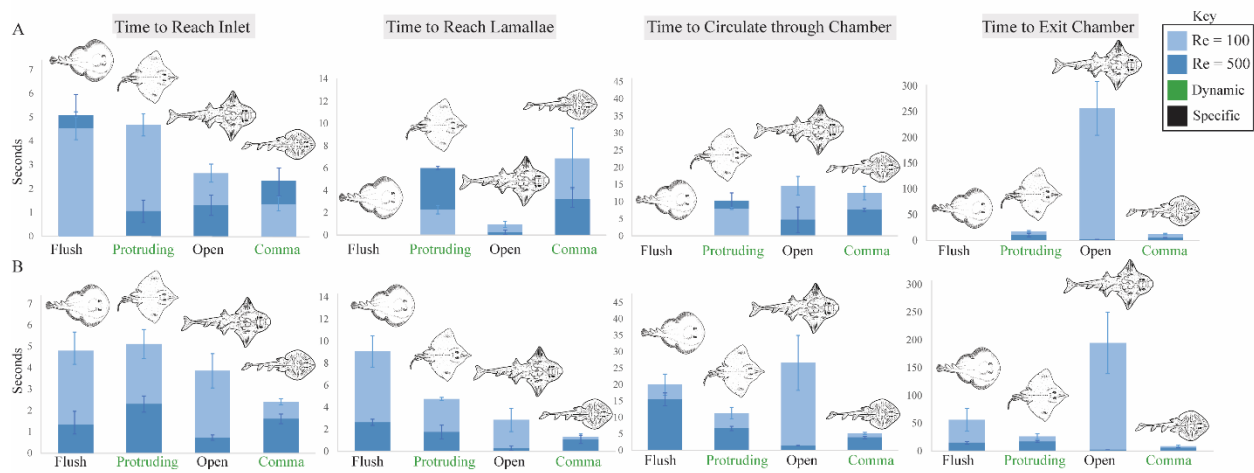 A
Time to Reach Inlet
Time to Reach Lamallae
Time to Circulate through Chamber
Time to Exit Chamber
Key
Re = 100
Re = 500
Dynamic
Specific
Seconds
7
6
5
4
3
2
1
0
Flush
Protruding
Open
Comma
14
12
10
8
6
4
2
0
Flush
Protruding
Open
Comma
45
40
35
30
25
20
15
10
5
0
Flush
Protruding
Open
Comma
300
250
200
150
100
50
0
Flush
Protruding
Open
Comma
B
Seconds
7
6
5
4
3
2
1
0
Flush
Protruding
Open
Comma
14
12
10
8
6
4
2
0
Flush
Protruding
Open
Comma
45
40
35
30
25
20
15
10
5
0
Flush
Protruding
Open
Comma
300
250
200
150
100
50
0
Flush
Protruding
Open
Comma